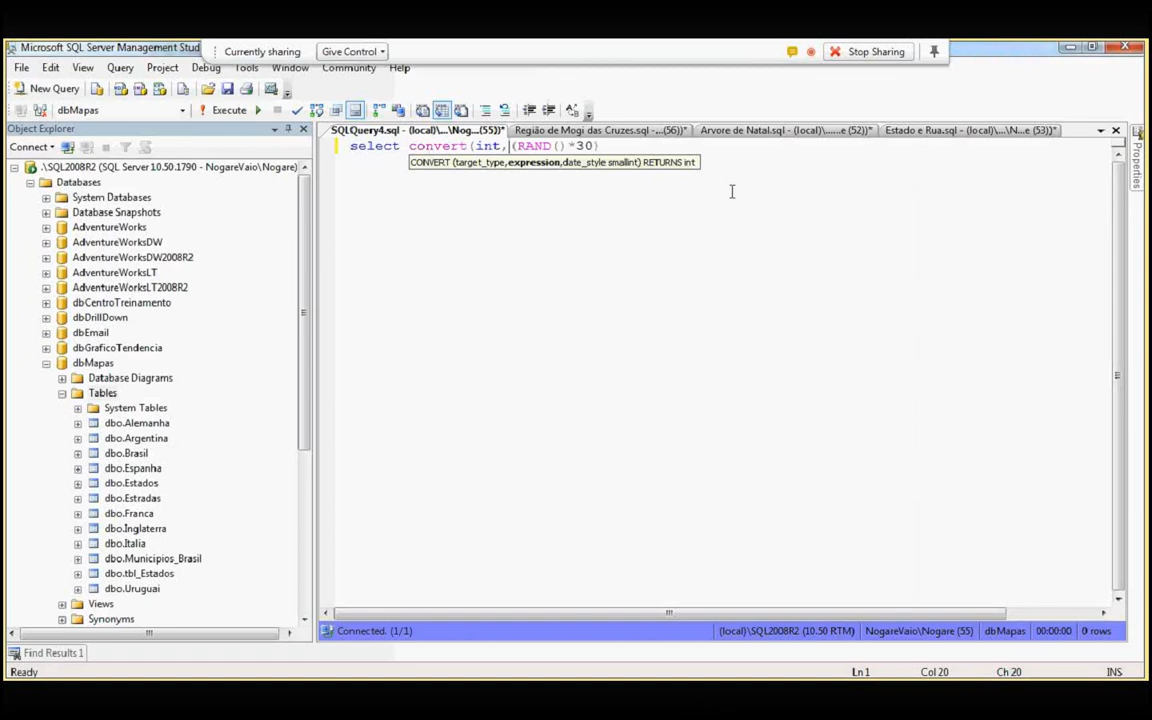 Microsoft SQL Server Management Stud
Currently sharing
Give Control
Stop Sharing
File Edit View Query Project Debug Tools Window Community Help
New Query
dbMapas
Execute
Object Explorer
SQLQuery4.sql - (local)\...\Nog...(55))*
Região de Mogi das Cruzes.sql -...(56))*
Arvore de Natal.sql - (local)\......e (52))*
Estado e Rua.sql - (local)\...\N...e (53))*
Connect
.\SQL2008R2 (SQL Server 10.50.1790 - NogareVaio\Nogare)
Databases
System Databases
Database Snapshots
AdventureWorks
AdventureWorksDW
AdventureWorksDW2008R2
AdventureWorksLT
AdventureWorksLT2008R2
dbCentroTreinamento
dbDrillDown
dbEmail
dbGraficoTendencia
dbMapas
Database Diagrams
Tables
System Tables
dbo.Alemanha
dbo.Argentina
dbo.Brasil
dbo.Espanha
dbo.Estados
dbo.Estradas
dbo.Franca
dbo.Inglaterra
dbo.Italia
dbo.Municipios_Brasil
dbo.tbl_Estados
dbo.Uruguai
Views
Synonyms
select convert(int,(RAND()*30)
CONVERT (target_type,expression,date_style smallint) RETURNS int
Properties
Connected. (1/1)
(local)\SQL2008R2 (10.50 RTM)
NogareVaio\Nogare (55)
dbMapas
00:00:00
0 rows
Find Results 1
Ready
Ln 1
Col 20
Ch 20
INS